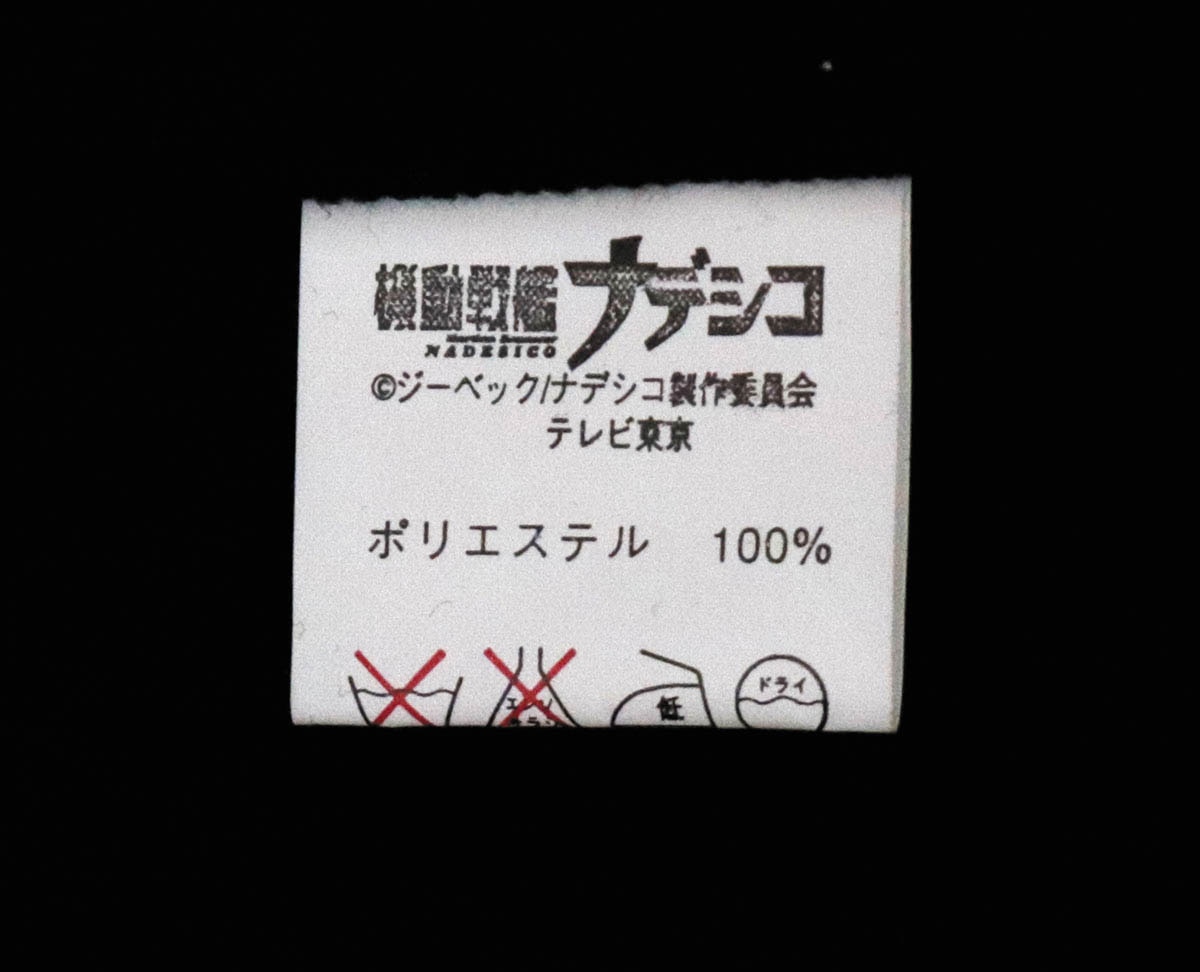 機動戦艦ナデシコ
NADESICO
©ジーベック/ナデシコ製作委員会
テレビ東京
ポリエステル 100%
低 ドライ